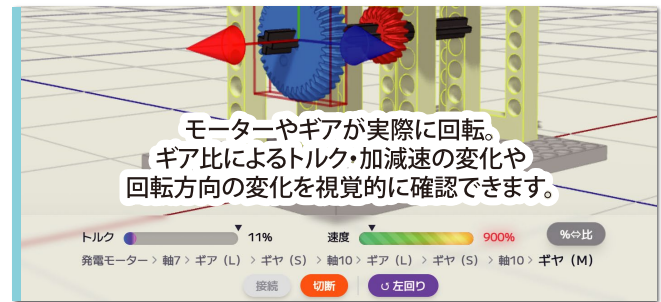 モーターやギアが実際に回転。
ギア比によるトルク・加減速の変化や
回転方向の変化を視覚的に確認できます。
トルク 11% 速度 900% %⇔比
発電モーター > 軸7 > ギア（L） > ギヤ（S） > 軸10 > ギア（L） > ギヤ（S） > 軸10 > ギヤ（M）
接続 切断 ↺ 左回り